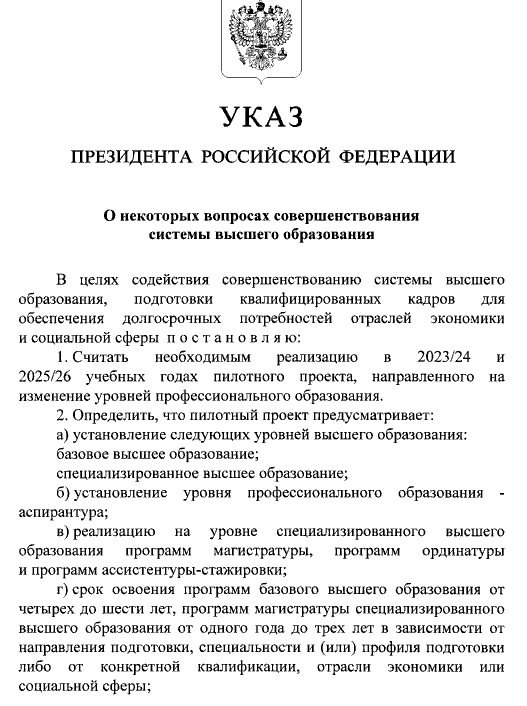 УКАЗ
ПРЕЗИДЕНТА РОССИЙСКОЙ ФЕДЕРАЦИИ
О некоторых вопросах совершенствования
системы высшего образования
В целях содействия совершенствованию системы высшего
образования, подготовки квалифицированных кадров для
обеспечения долгосрочных потребностей отраслей экономики
и социальной сферы п о с т а н о в л я ю:
1. Считать необходимым реализацию в 2023/24 и
2025/26 учебных годах пилотного проекта, направленного на
изменение уровней профессионального образования.
2. Определить, что пилотный проект предусматривает:
а) установление следующих уровней высшего образования:
базовое высшее образование;
специализированное высшее образование;
б) установление уровня профессионального образования -
аспирантура;
в) реализацию на уровне специализированного высшего
образования программ магистратуры, программ ординатуры
и программ ассистентуры-стажировки;
г) срок освоения программ базового высшего образования от
четырех до шести лет, программ магистратуры специализированного
высшего образования от одного года до трех лет в зависимости от
направления подготовки, специальности и (или) профиля подготовки
либо от конкретной квалификации, отрасли экономики или
социальной сферы;